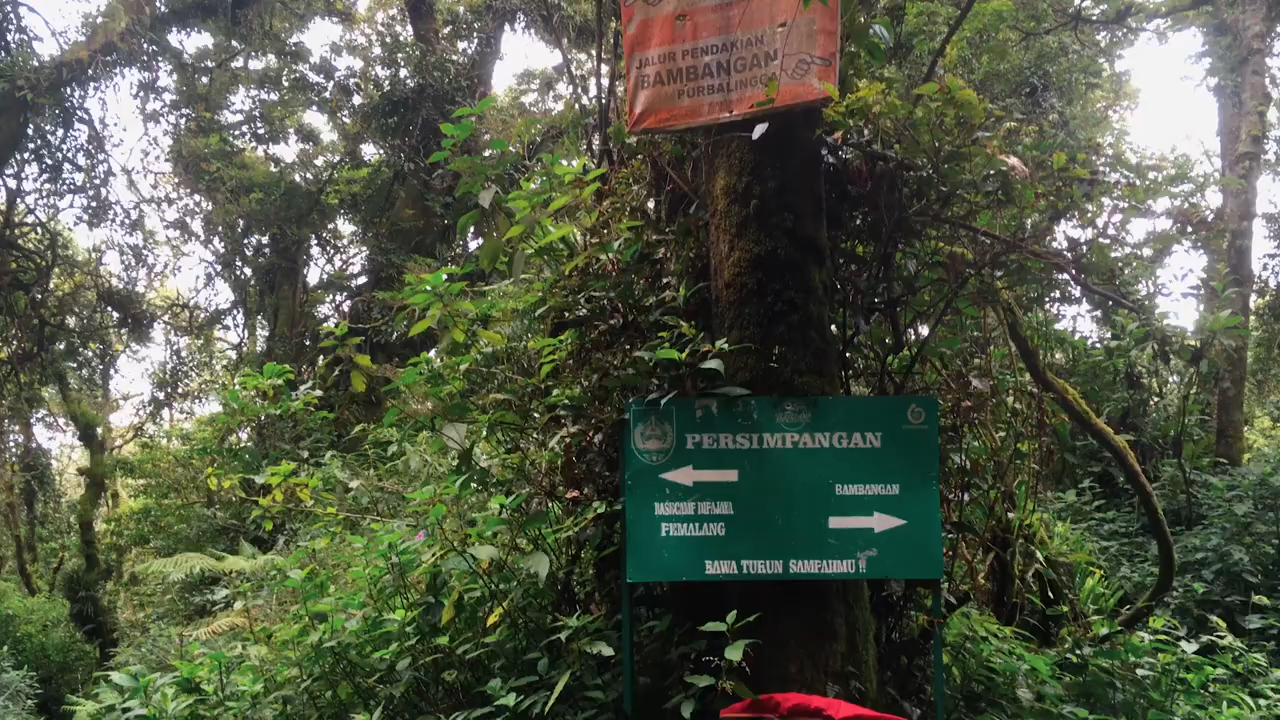 JALUR PENDAKIAN
BAMBANGAN
PURBALINGGA
PERSIMPANGAN
BAMBANGAN
BASECAMP DIPAJAYA
PEMALANG
BAWA TURUN SAMPAHMU !!